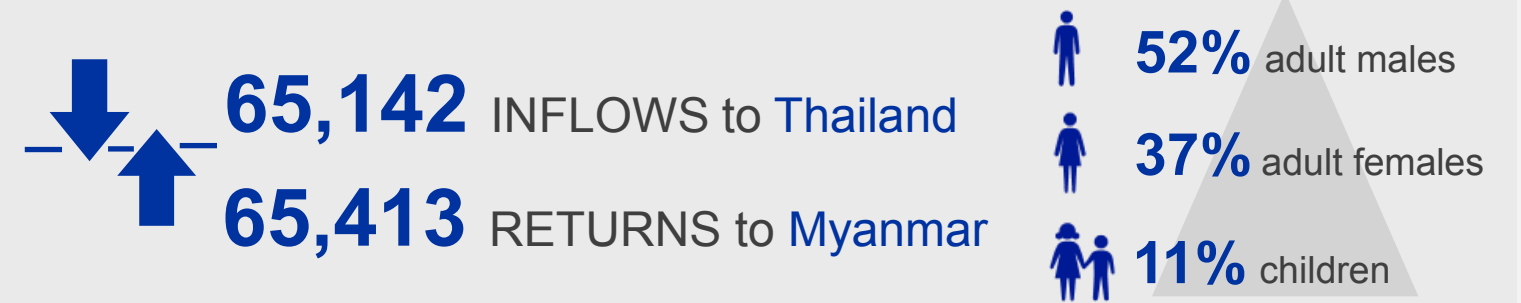 65,142 INFLOWS to Thailand
65,413 RETURNS to Myanmar
52% adult males
37% adult females
11% children